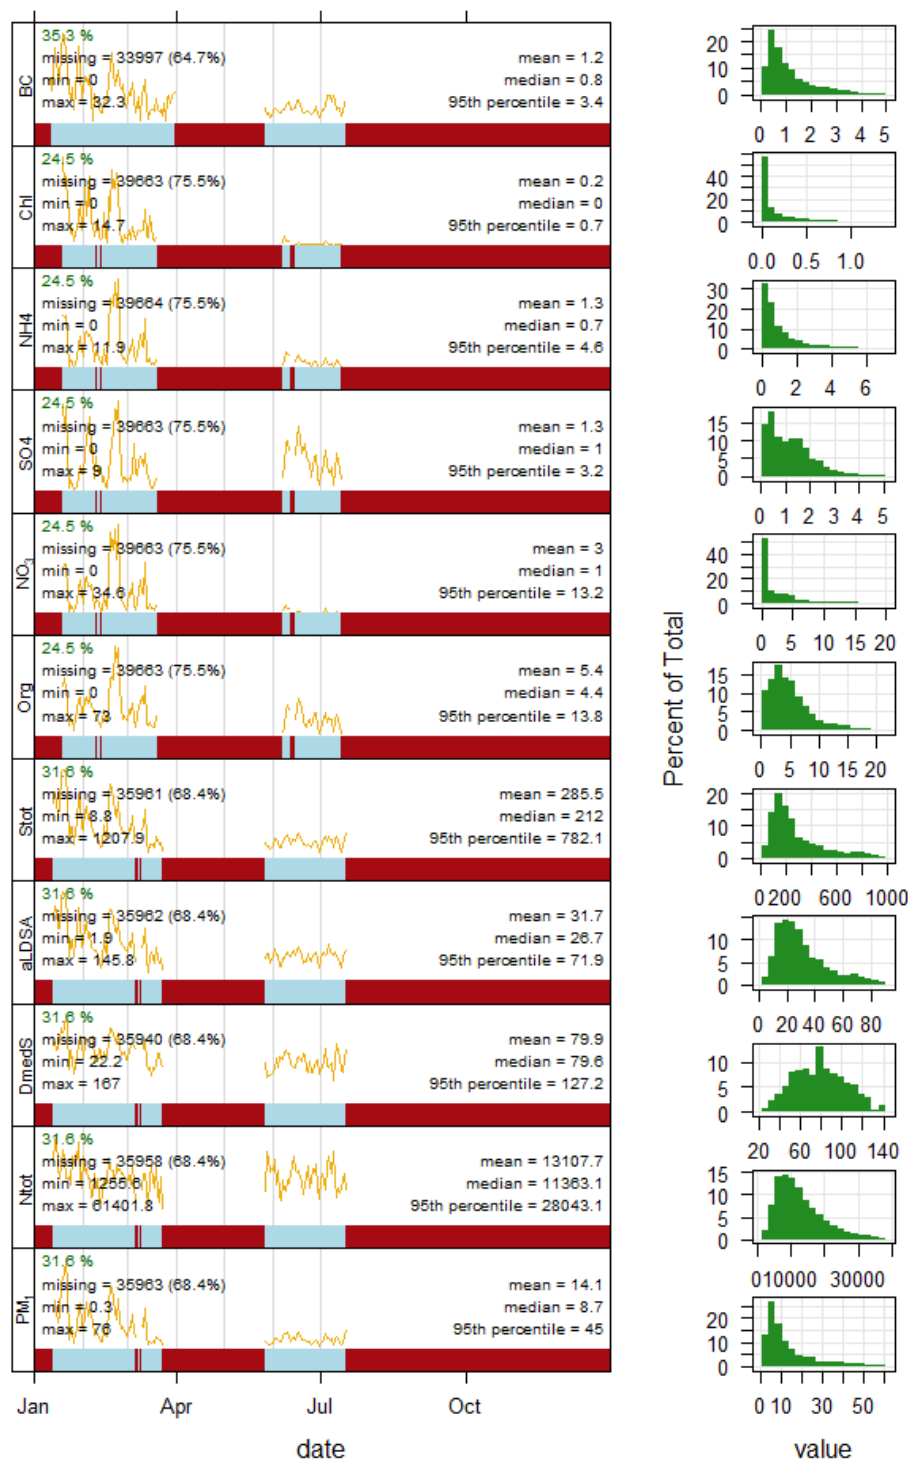 35.3 %
missing = 33997 (64.7%)
min = 0
max = 32.3
mean = 1.2
median = 0.8
95th percentile = 3.4
BC
24.5 %
missing = 39663 (75.5%)
min = 0
max = 14.7
mean = 0.2
median = 0
95th percentile = 0.7
Chl
24.5 %
missing = 39664 (75.5%)
min = 0
max = 11.9
mean = 1.3
median = 0.7
95th percentile = 4.6
NH4
24.5 %
missing = 39663 (75.5%)
min = 0
max = 9
mean = 1.3
median = 1
95th percentile = 3.2
SO4
24.5 %
missing = 39663 (75.5%)
min = 0
max = 34.6
mean = 3
median = 1
95th percentile = 13.2
NO3
24.5 %
missing = 39663 (75.5%)
min = 0
max = 73
mean = 5.4
median = 4.4
95th percentile = 13.8
Org
31.6 %
missing = 35961 (68.4%)
min = 8.8
max = 1207.9
mean = 285.5
median = 212
95th percentile = 782.1
Stot
31.6 %
missing = 35962 (68.4%)
min = 1.9
max = 145.8
mean = 31.7
median = 26.7
95th percentile = 71.9
aLDSA
31.6 %
missing = 35940 (68.4%)
min = 22.2
max = 167
mean = 79.9
median = 79.6
95th percentile = 127.2
DmedS
31.6 %
missing = 35958 (68.4%)
min = 1255.6
max = 61401.8
mean = 13107.7
median = 11363.1
95th percentile = 28043.1
Ntot
31.6 %
missing = 35963 (68.4%)
min = 0.3
max = 76
mean = 14.1
median = 8.7
95th percentile = 45
PM1
Jan Apr Jul Oct
date
Percent of Total
20
10
0
0 1 2 3 4 5
40
20
0
0.0 0.5 1.0
30
20
10
0
0 2 4 6
15
10
5
0
0 1 2 3 4 5
40
20
0
0 5 10 15 20
15
10
5
0
0 5 10 15 20
20
10
0
0 200 600 1000
10
5
0
0 20 40 60 80
10
5
0
20 60 100 140
15
10
5
0
0 10000 30000
20
10
0
0 10 30 50
value